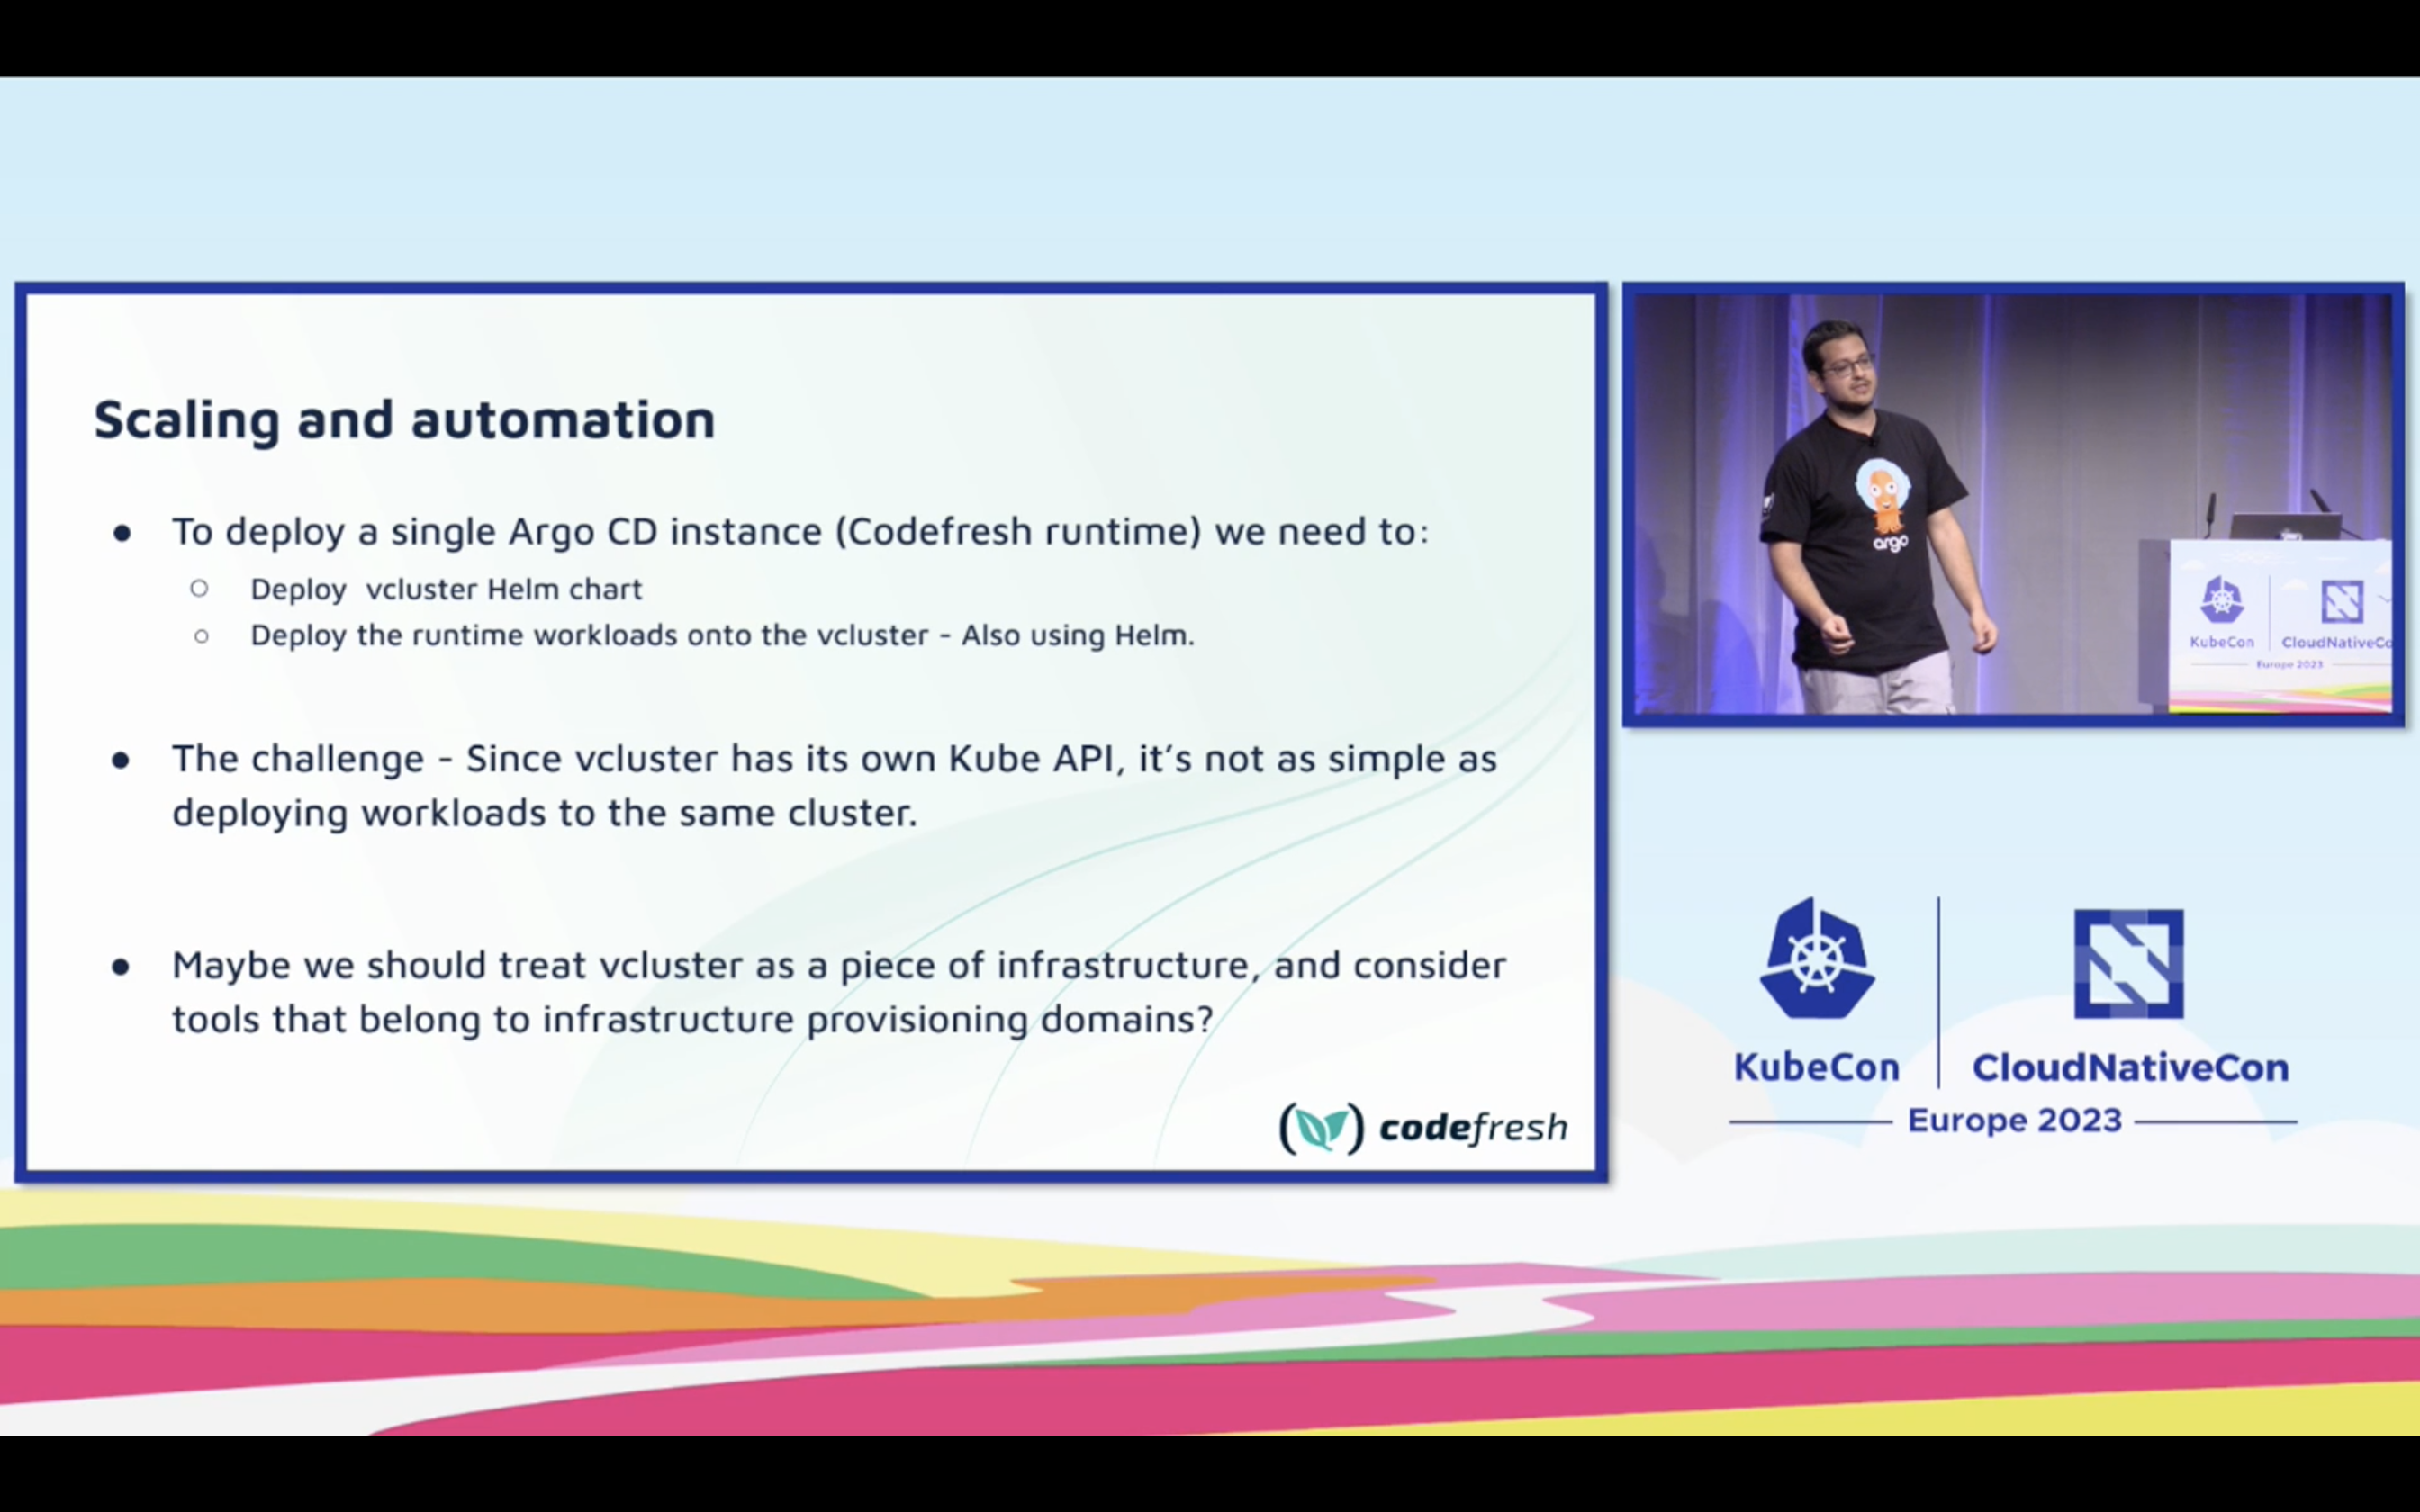 Scaling and automation
● To deploy a single Argo CD instance (Codefresh runtime) we need to:
○ Deploy vcluster Helm chart
○ Deploy the runtime workloads onto the vcluster - Also using Helm.
● The challenge - Since vcluster has its own Kube API, it's not as simple as
deploying workloads to the same cluster.
● Maybe we should treat vcluster as a piece of infrastructure, and consider
tools that belong to infrastructure provisioning domains?
codefresh
argo
KubeCon
CloudNativeCo
Europe 2023
KubeCon
CloudNativeCon
Europe 2023